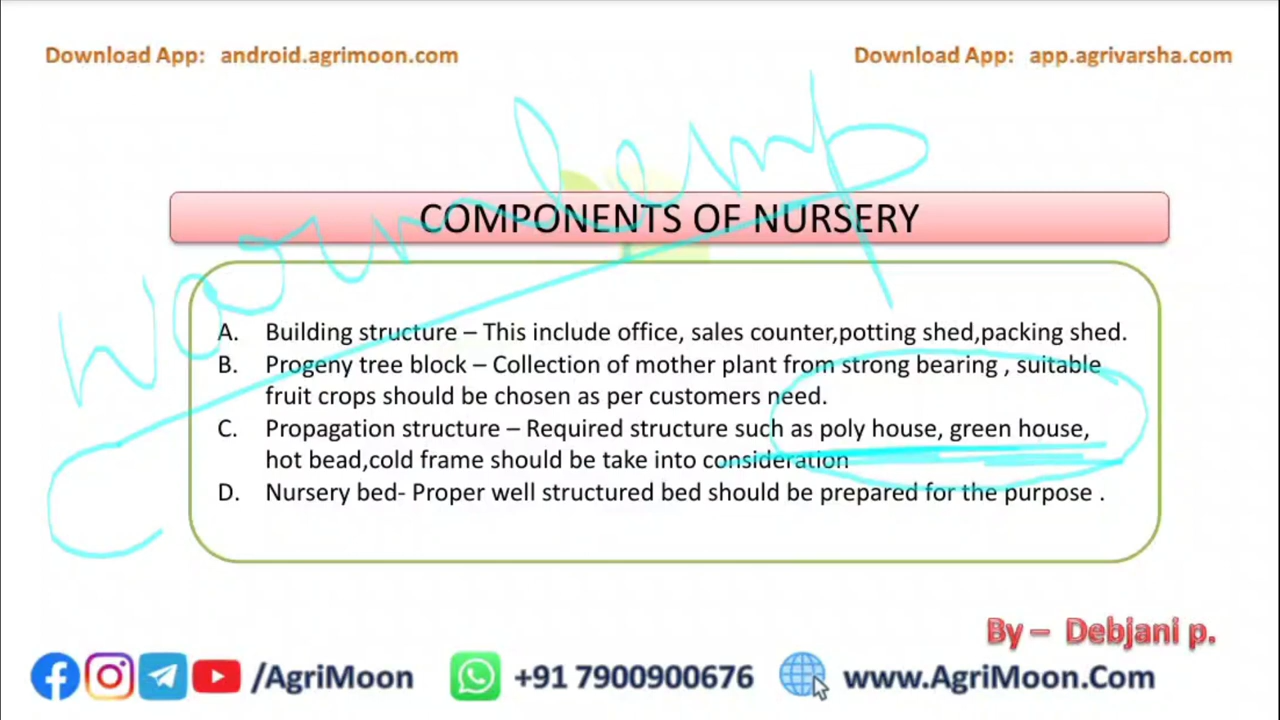 Download App: android.agrimoon.com
Download App: app.agrivarsha.com
COMPONENTS OF NURSERY
A. Building structure – This include office, sales counter,potting shed,packing shed.
B. Progeny tree block – Collection of mother plant from strong bearing , suitable
fruit crops should be chosen as per customers need.
C. Propagation structure – Required structure such as poly house, green house,
hot bead,cold frame should be take into consideration
D. Nursery bed- Proper well structured bed should be prepared for the purpose .
By – Debjani p.
/AgriMoon
+91 7900900676
www.AgriMoon.Com